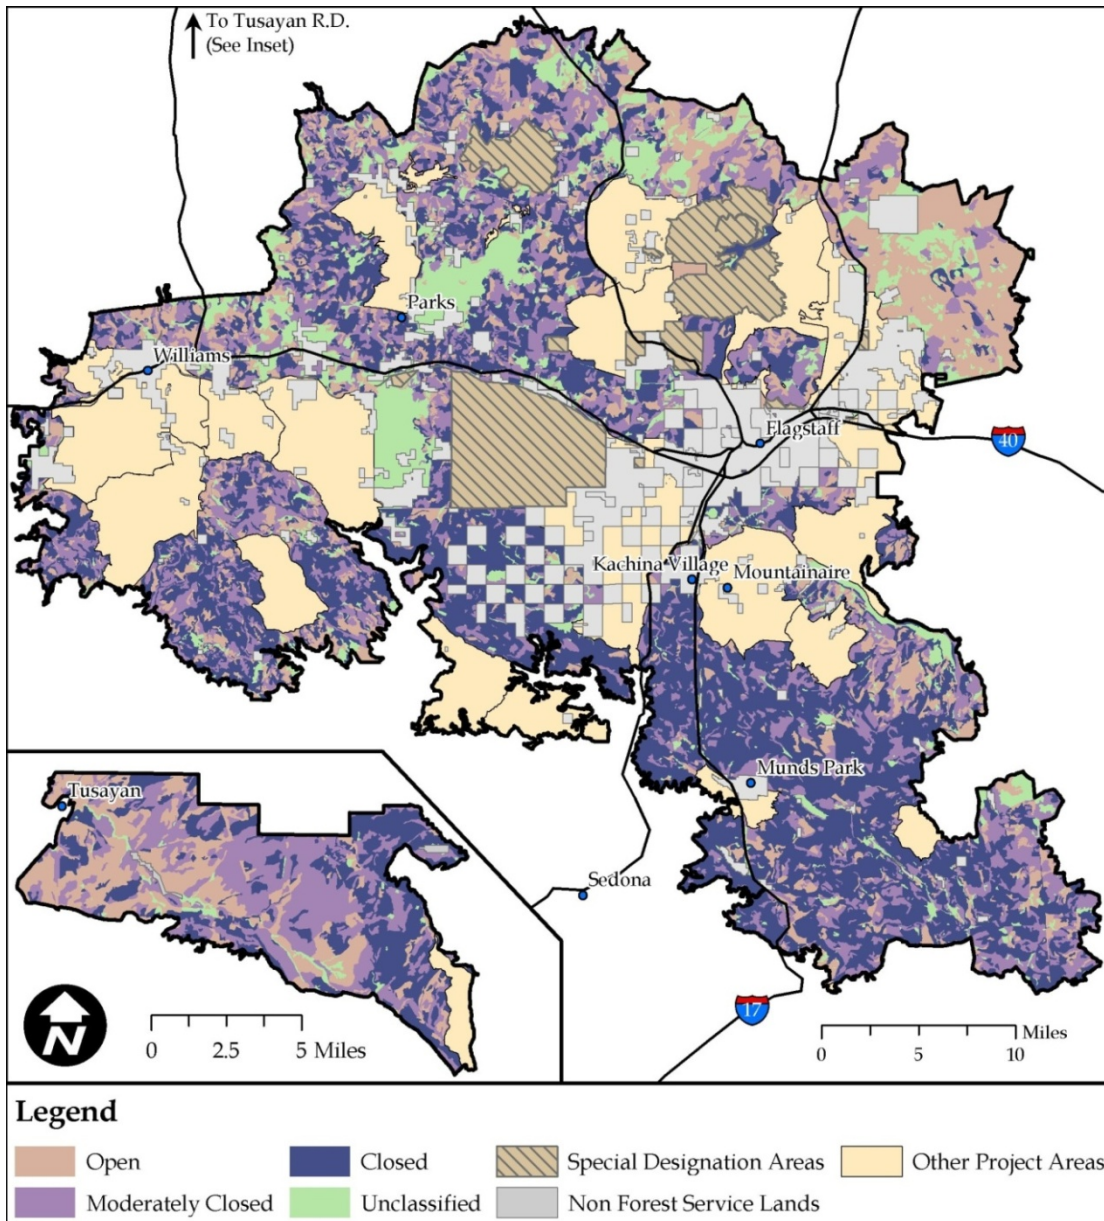 To Tusayan R.D.
(See Inset)
Parks
Williams
Flagstaff
40
Kachina Village
Mountainaire
Munds Park
Tusayan
Sedona
17
N
0 2.5 5 Miles
Miles
0 5 10
Legend
Open
Closed
Special Designation Areas
Other Project Areas
Moderately Closed
Unclassified
Non Forest Service Lands